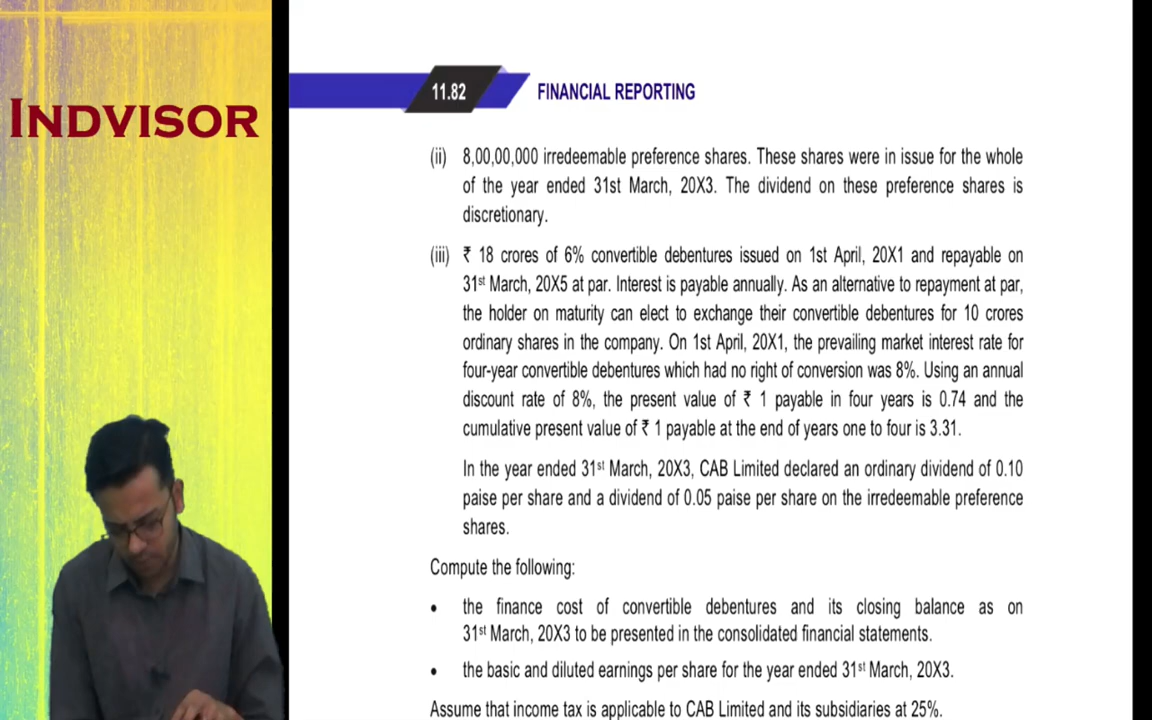 INDVISOR
11.82 FINANCIAL REPORTING
(ii) 8,00,00,000 irredeemable preference shares. These shares were in issue for the whole
of the year ended 31st March, 20X3. The dividend on these preference shares is
discretionary.
(iii) ₹ 18 crores of 6% convertible debentures issued on 1st April, 20X1 and repayable on
31st March, 20X5 at par. Interest is payable annually. As an alternative to repayment at par,
the holder on maturity can elect to exchange their convertible debentures for 10 crores
ordinary shares in the company. On 1st April, 20X1, the prevailing market interest rate for
four-year convertible debentures which had no right of conversion was 8%. Using an annual
discount rate of 8%, the present value of ₹ 1 payable in four years is 0.74 and the
cumulative present value of ₹ 1 payable at the end of years one to four is 3.31.
In the year ended 31st March, 20X3, CAB Limited declared an ordinary dividend of 0.10
paise per share and a dividend of 0.05 paise per share on the irredeemable preference
shares.
Compute the following:
• the finance cost of convertible debentures and its closing balance as on
31st March, 20X3 to be presented in the consolidated financial statements.
• the basic and diluted earnings per share for the year ended 31st March, 20X3.
Assume that income tax is applicable to CAB Limited and its subsidiaries at 25%.